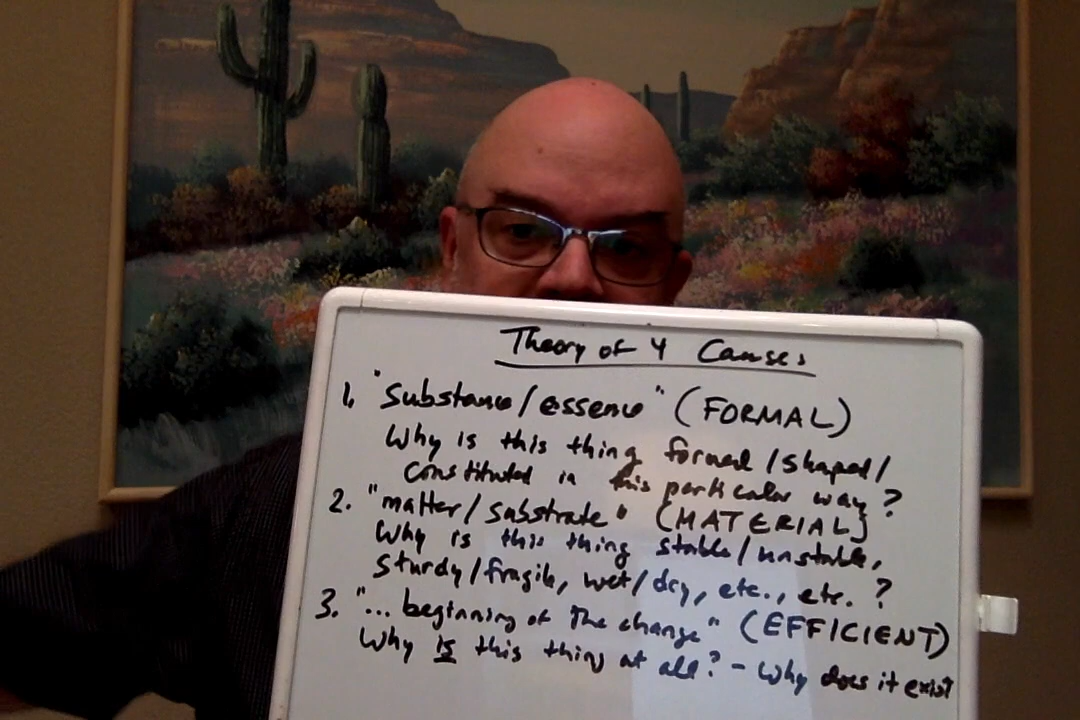 Theory of 4 Causes
1. "substance/essence" (FORMAL)
Why is this thing formed/shaped/
constituted in this particular way?
2. "matter/substrate" (MATERIAL)
Why is this thing stable/unstable,
sturdy/fragile, wet/dry, etc., etc.?
3. "... beginning of the change" (EFFICIENT)
Why is this thing at all? - Why does it exist